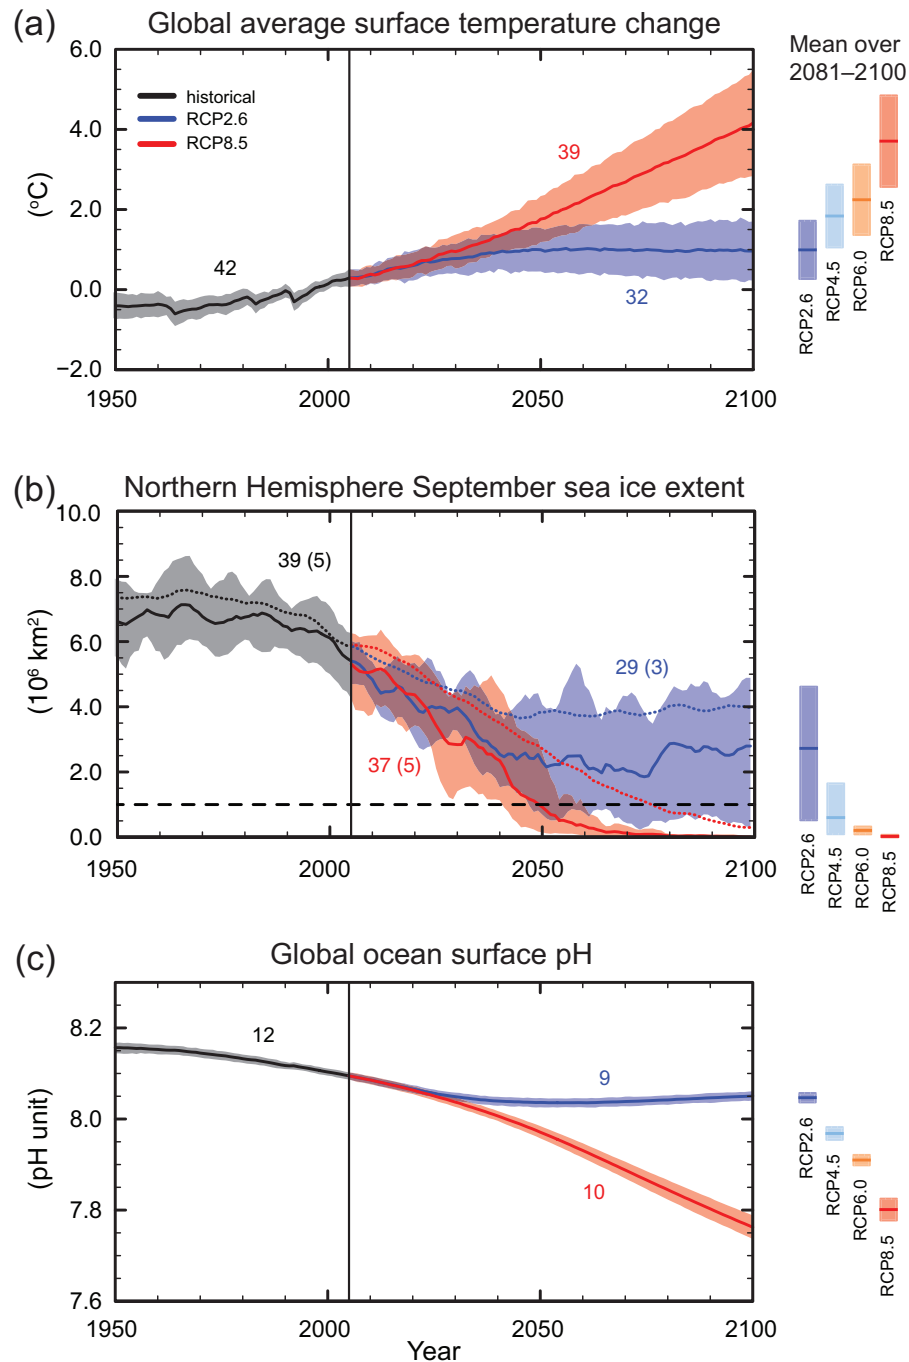 (a) Global average surface temperature change
Mean over
2081–2100
6.0
4.0
2.0
0.0
−2.0
(°C)
historical
RCP2.6
RCP8.5
42
39
32
1950 2000 2050 2100
RCP2.6
RCP4.5
RCP6.0
RCP8.5
(b) Northern Hemisphere September sea ice extent
10.0
8.0
6.0
4.0
2.0
0.0
(10⁶ km²)
39 (5)
29 (3)
37 (5)
1950 2000 2050 2100
RCP2.6
RCP4.5
RCP6.0
RCP8.5
(c) Global ocean surface pH
8.2
8.0
7.8
7.6
(pH unit)
12
9
10
1950 2000 2050 2100
Year
RCP2.6
RCP4.5
RCP6.0
RCP8.5